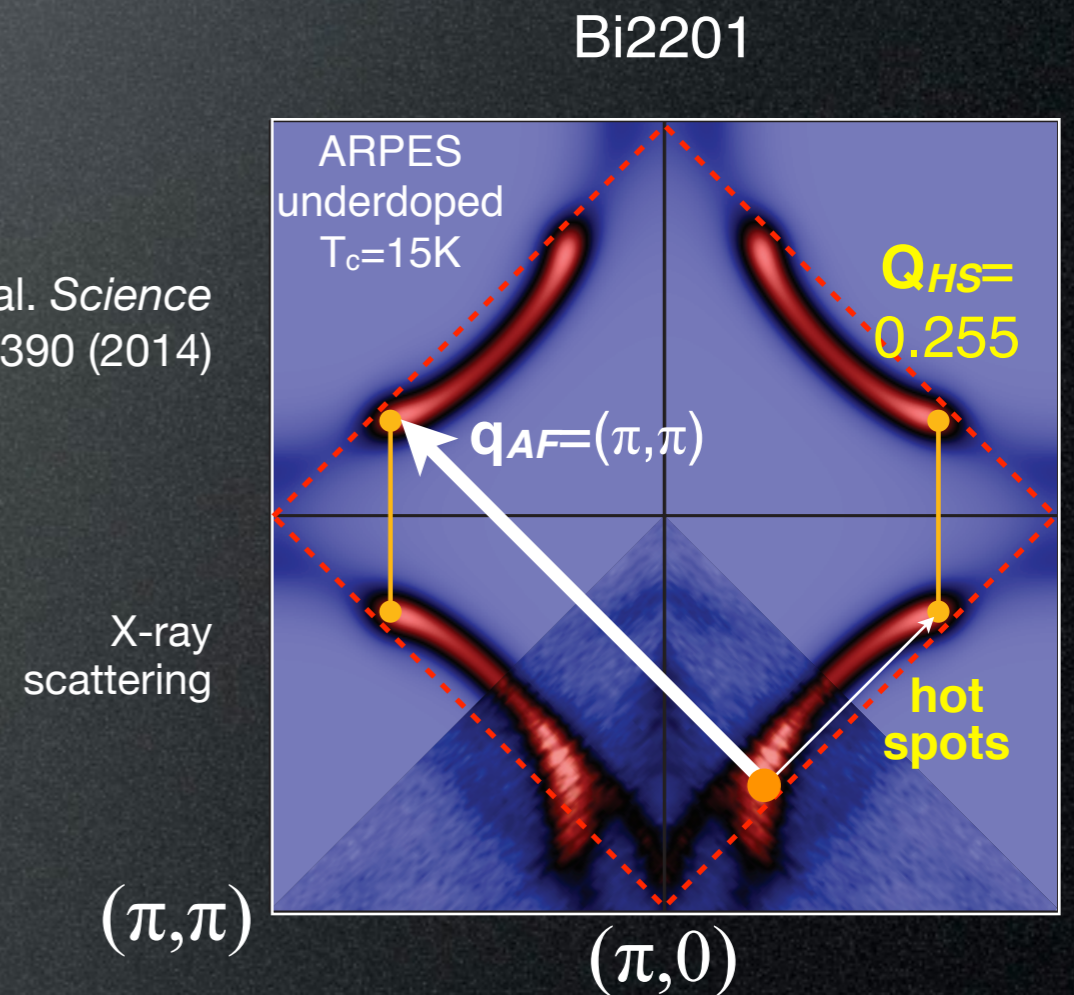 Bi2201
ARPES
underdoped
Tc=15K
al. Science
390 (2014)
QHS=
0.255
qAF=(π,π)
X-ray
scattering
hot
spots
(π,π)
(π,0)